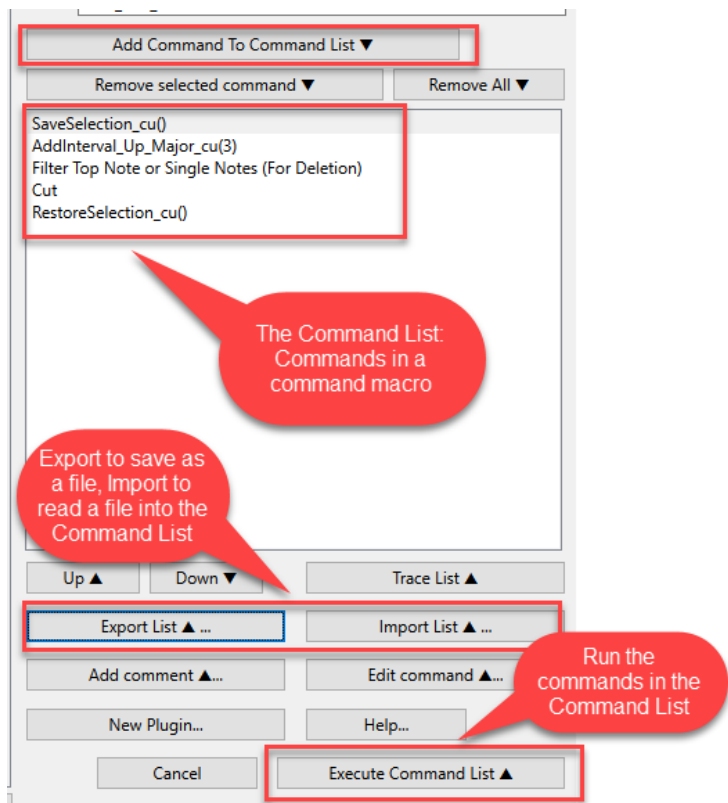 Add Command To Command List ▼
Remove selected command ▼ Remove All ▼
SaveSelection_cu()
AddInterval_Up_Major_cu(3)
Filter Top Note or Single Notes (For Deletion)
Cut
RestoreSelection_cu()
The Command List:
Commands in a
command macro
Export to save as
a file, Import to
read a file into the
Command List
Up ▲ Down ▼ Trace List ▲
Export List ▲ ... Import List ▲ ...
Add comment ▲... Edit command ▲...
Run the
commands in the
Command List
New Plugin... Help...
Cancel Execute Command List ▲